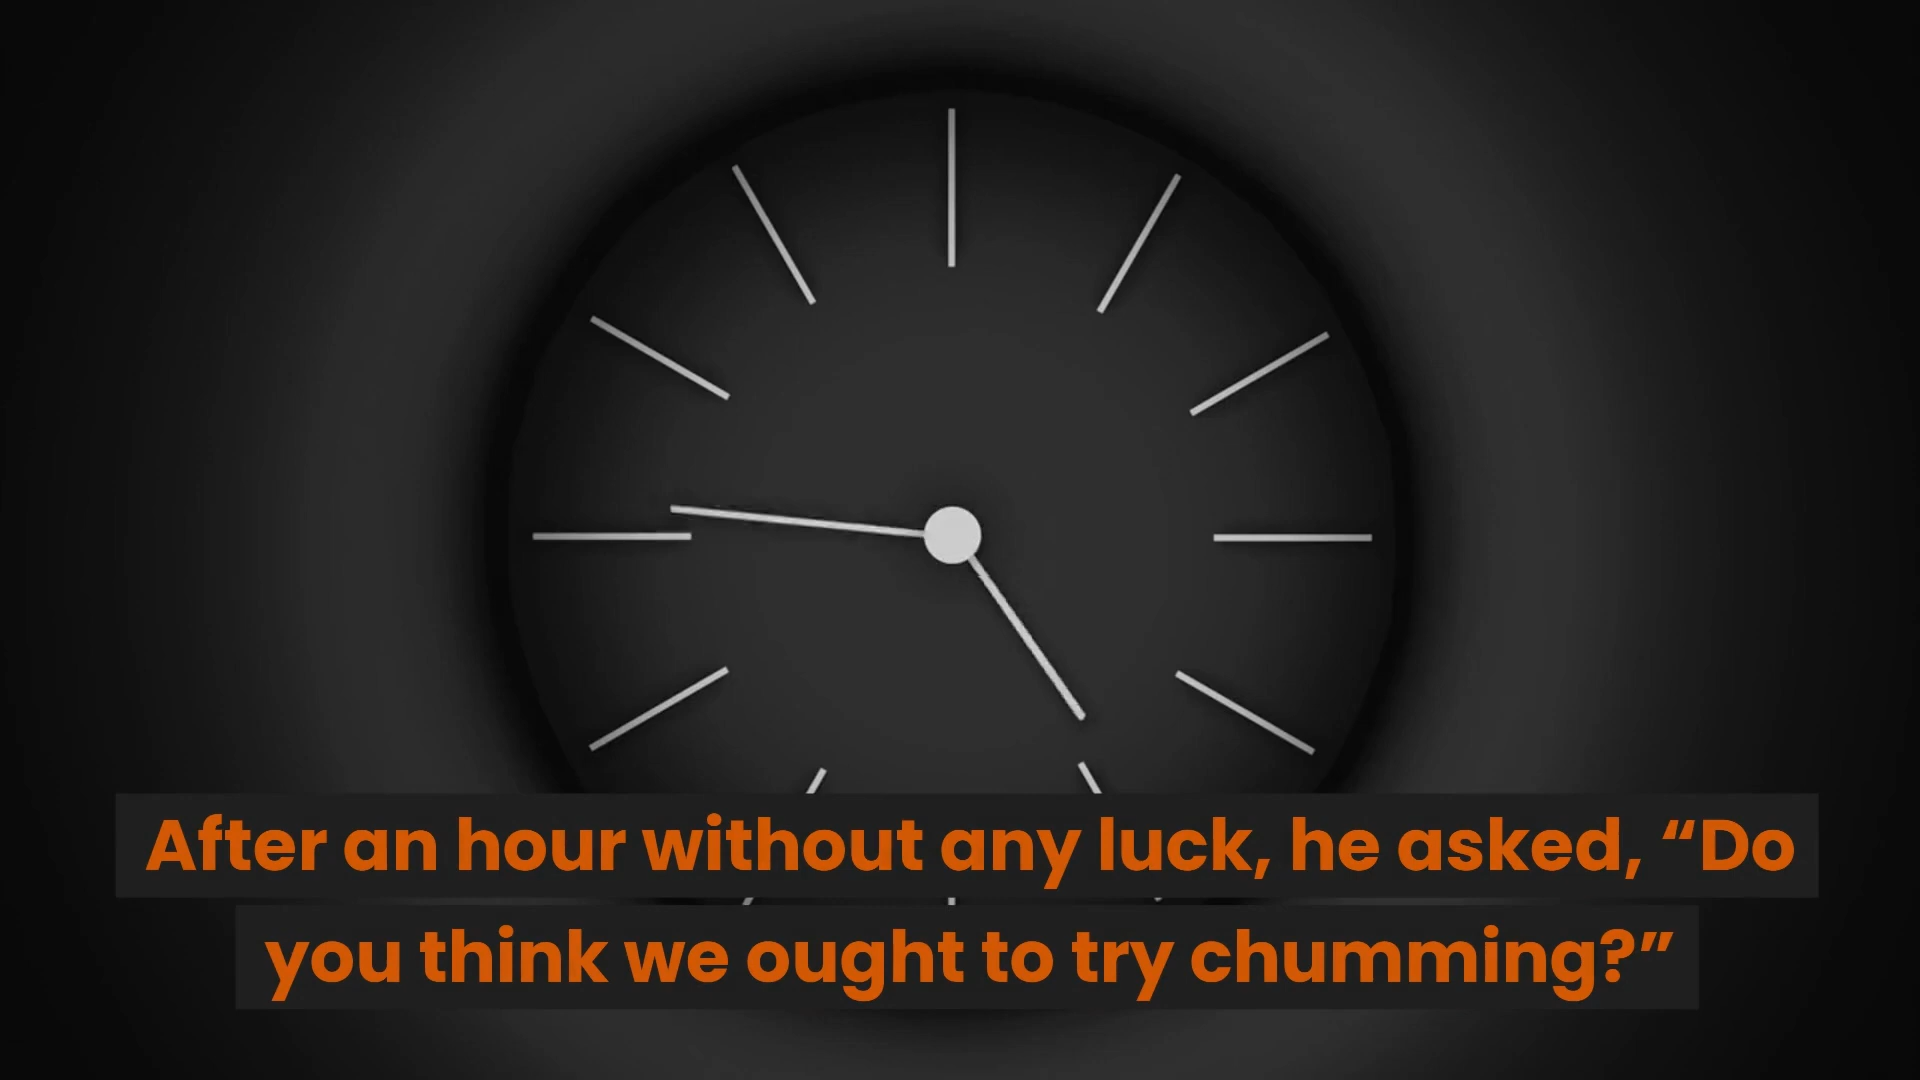 After an hour without any luck, he asked, “Do
you think we ought to try chumming?”